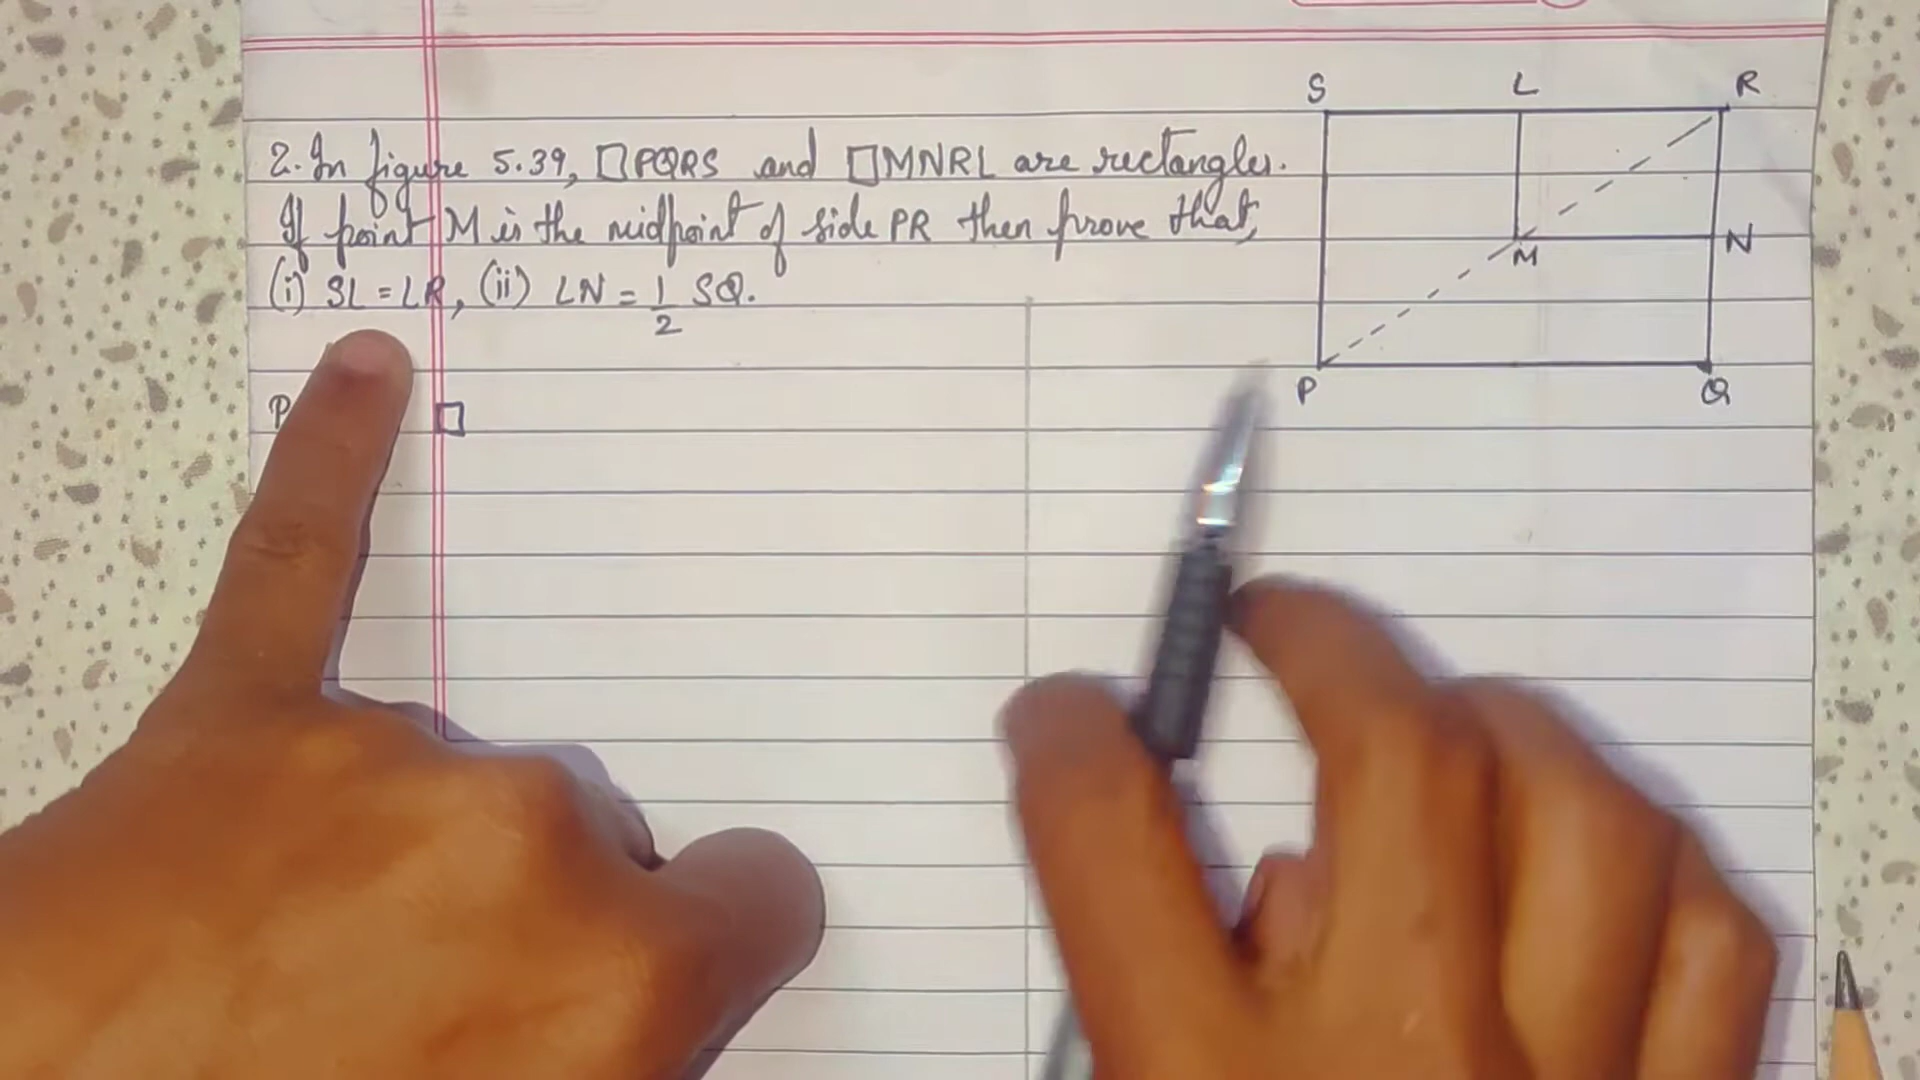 S L R
2. In figure 5.39, □PQRS and □MNRL are rectangles.
If point M is the midpoint of side PR then prove that,
(i) SL = LR, (ii) LN = 1/2 SQ.
M N
P Q
P
□